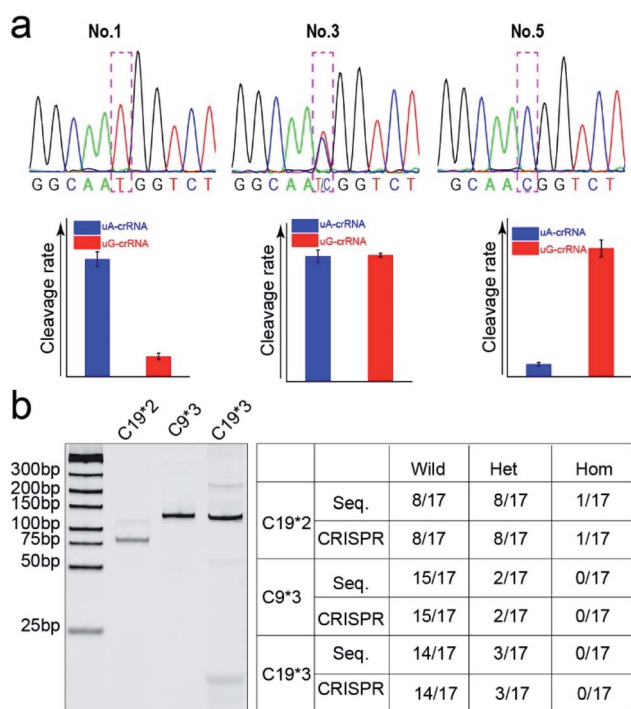 a
No.1 No.3 No.5
G G C A A T G G T C T G G C A A T/C G G T C T G C A A C G G T C T
Cleavage rate
uA-crRNA
uG-crRNA
Cleavage rate
uA-crRNA
uG-crRNA
Cleavage rate
uA-crRNA
uG-crRNA
b
C19*2 C9*3 C19*3
300bp
200bp
150bp
100bp
75bp
50bp
25bp
Wild Het Hom
C19*2
Seq. 8/17 8/17 1/17
CRISPR 8/17 8/17 1/17
C9*3
Seq. 15/17 2/17 0/17
CRISPR 15/17 2/17 0/17
C19*3
Seq. 14/17 3/17 0/17
CRISPR 14/17 3/17 0/17